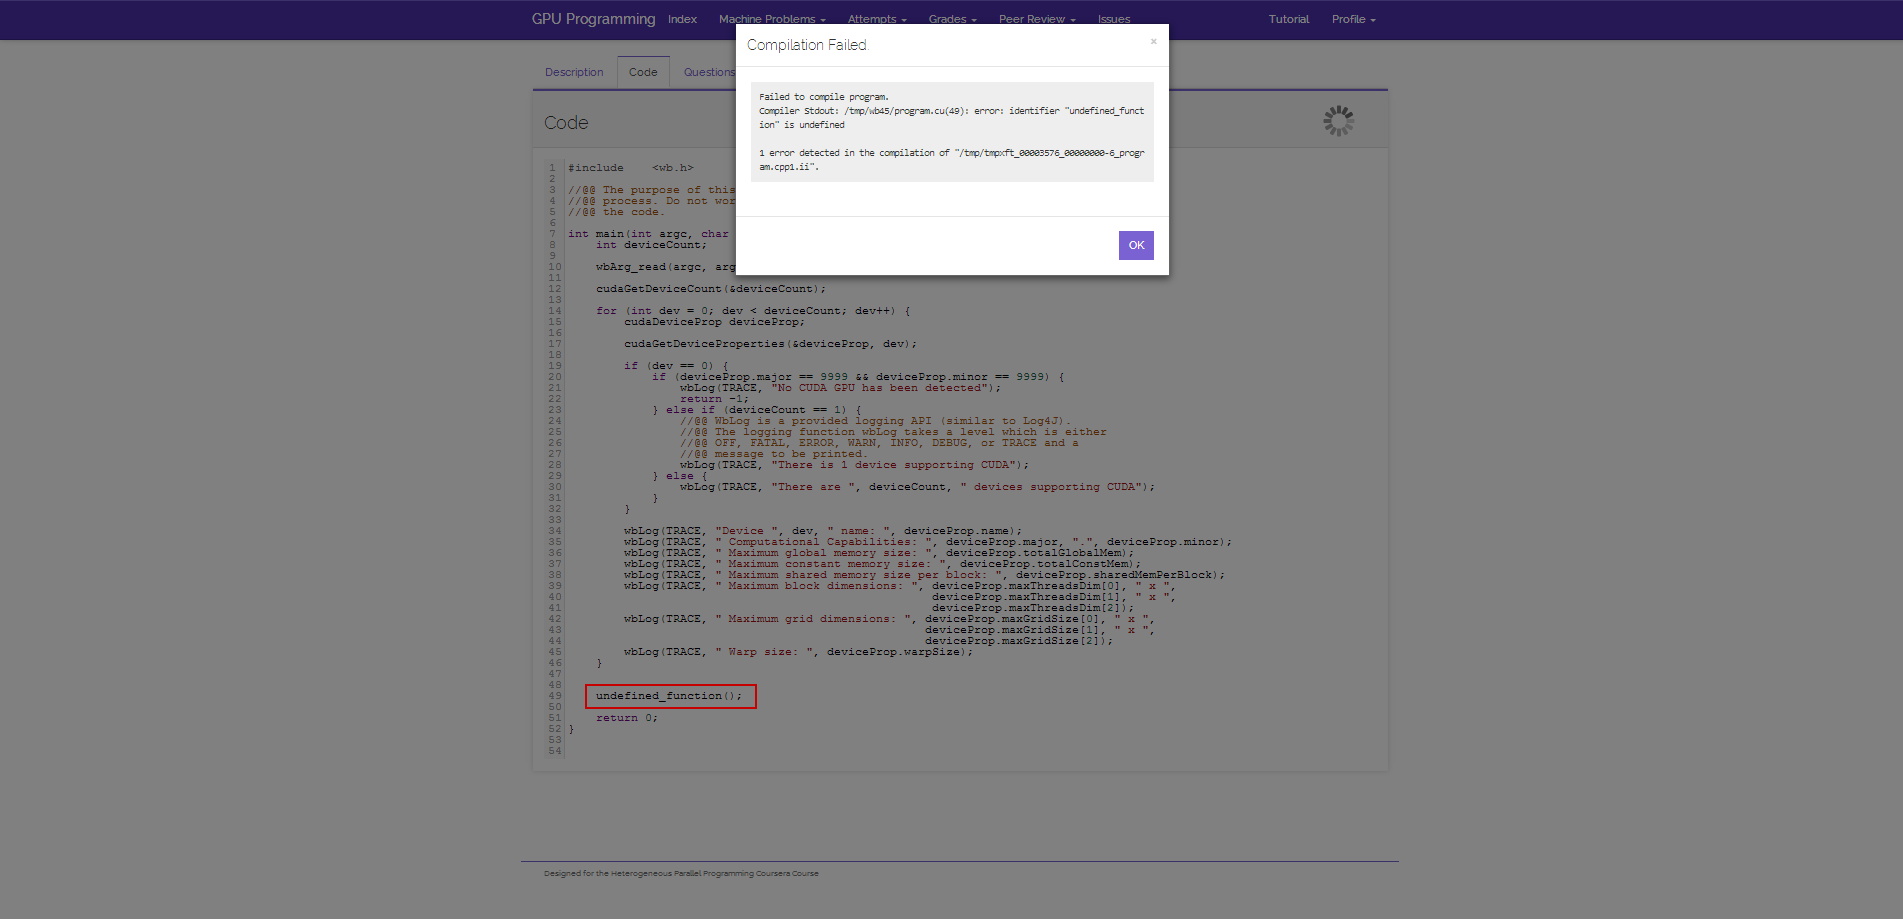 GPU Programming Index Machine Problems Attempts Grades Peer Review Issues Tutorial Profile
Compilation Failed. ×
Failed to compile program.
Compiler Stdout: /tmp/wb45/program.cu(49): error: identifier "undefined_funct
ion" is undefined
1 error detected in the compilation of "/tmp/tmpxft_00003576_00000000-6_progr
am.cpp1.ii".
OK
Description Code Questions
Code
1 #include <wb.h>
2
3 //@@ The purpose of this
4 //@@ process. Do not wor
5 //@@ the code.
6
7 int main(int argc, char
8 int deviceCount;
9
10 wbArg_read(argc, arg
11
12 cudaGetDeviceCount(&deviceCount);
13
14 for (int dev = 0; dev < deviceCount; dev++) {
15 cudaDeviceProp deviceProp;
16
17 cudaGetDeviceProperties(&deviceProp, dev);
18
19 if (dev == 0) {
20 if (deviceProp.major == 9999 && deviceProp.minor == 9999) {
21 wbLog(TRACE, "No CUDA GPU has been detected");
22 return -1;
23 } else if (deviceCount == 1) {
24 //@@ WbLog is a provided logging API (similar to Log4J).
25 //@@ The logging function wbLog takes a level which is either
26 //@@ OFF, FATAL, ERROR, WARN, INFO, DEBUG, or TRACE and a
27 //@@ message to be printed.
28 wbLog(TRACE, "There is 1 device supporting CUDA");
29 } else {
30 wbLog(TRACE, "There are ", deviceCount, " devices supporting CUDA");
31 }
32 }
33
34 wbLog(TRACE, "Device ", dev, " name: ", deviceProp.name);
35 wbLog(TRACE, " Computational Capabilities: ", deviceProp.major, ".", deviceProp.minor);
36 wbLog(TRACE, " Maximum global memory size: ", deviceProp.totalGlobalMem);
37 wbLog(TRACE, " Maximum constant memory size: ", deviceProp.totalConstMem);
38 wbLog(TRACE, " Maximum shared memory size per block: ", deviceProp.sharedMemPerBlock);
39 wbLog(TRACE, " Maximum block dimensions: ", deviceProp.maxThreadsDim[0], " x ",
40 deviceProp.maxThreadsDim[1], " x ",
41 deviceProp.maxThreadsDim[2]);
42 wbLog(TRACE, " Maximum grid dimensions: ", deviceProp.maxGridSize[0], " x ",
43 deviceProp.maxGridSize[1], " x ",
44 deviceProp.maxGridSize[2]);
45 wbLog(TRACE, " Warp size: ", deviceProp.warpSize);
46 }
47
48
49 undefined_function();
50
51 return 0;
52 }
53
54
Designed for the Heterogeneous Parallel Programming Coursera Course